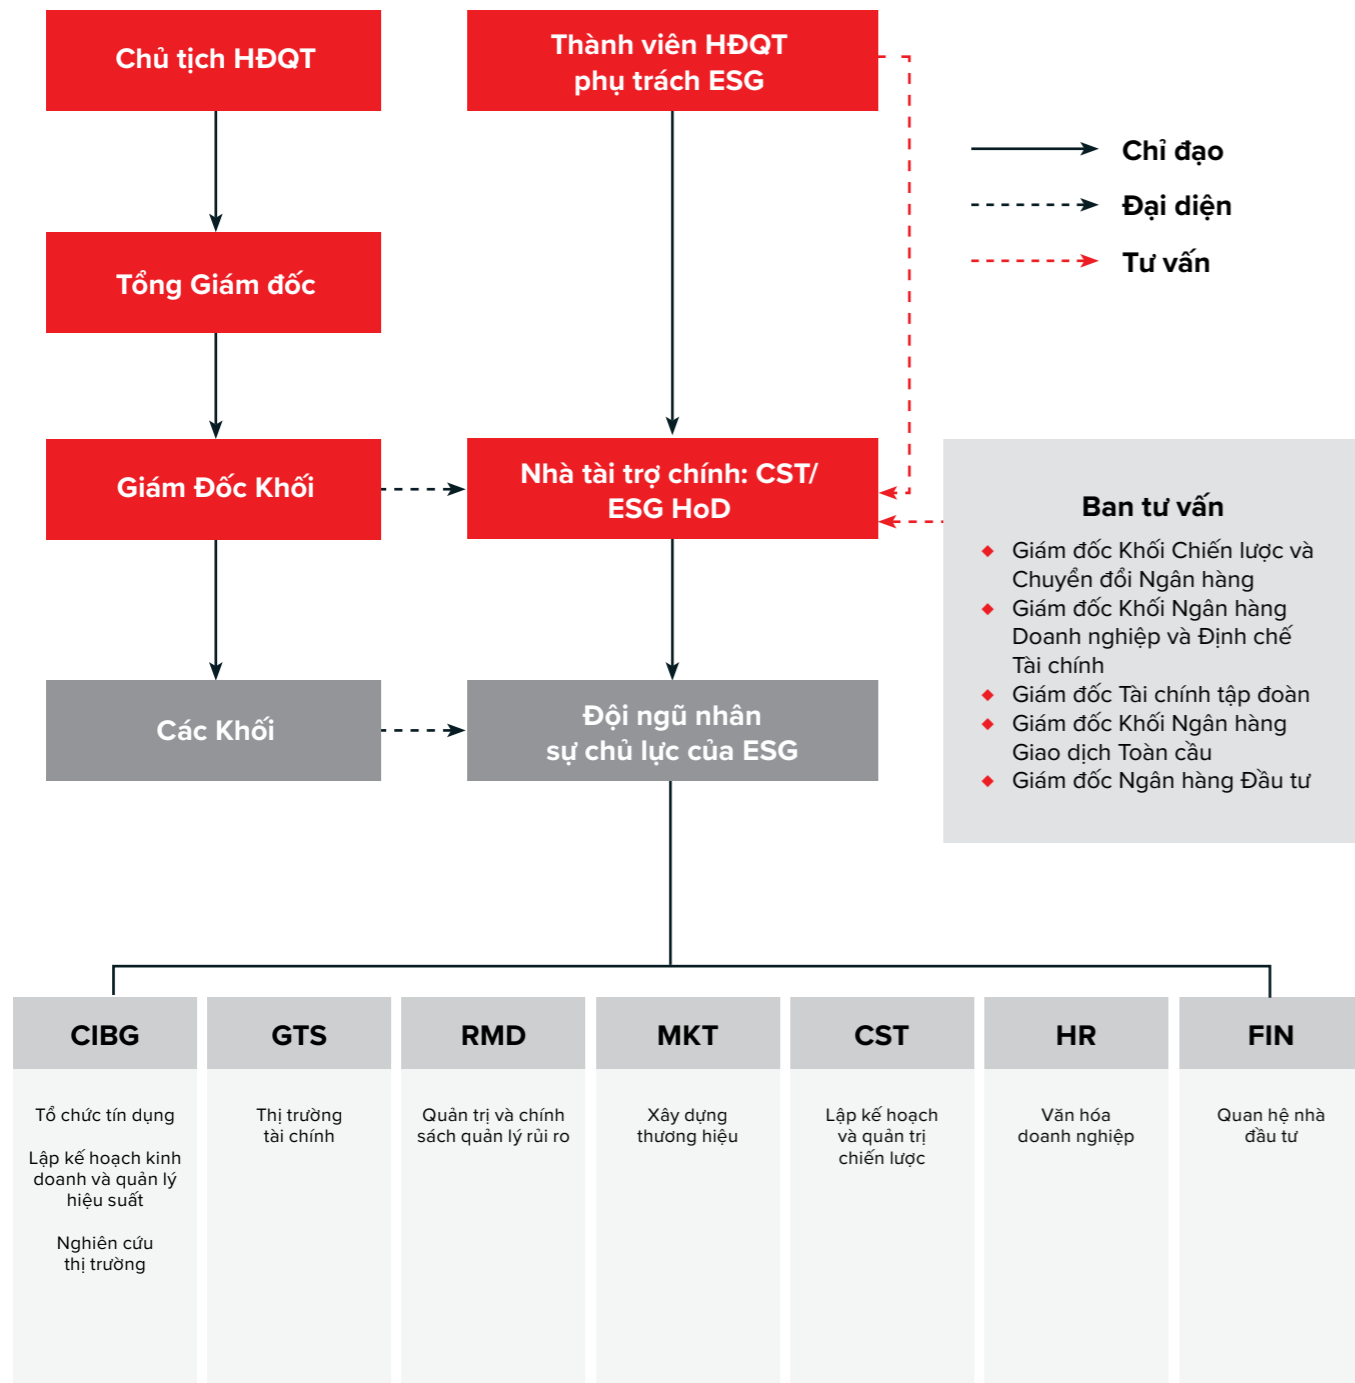 Chủ tịch HĐQT
Thành viên HĐQT
phụ trách ESG
Chỉ đạo
Đại diện
Tư vấn
Tổng Giám đốc
Giám Đốc Khối
Nhà tài trợ chính: CST/
ESG HoD
Ban tư vấn
Giám đốc Khối Chiến lược và
Chuyển đổi Ngân hàng
Giám đốc Khối Ngân hàng
Doanh nghiệp và Định chế
Tài chính
Giám đốc Tài chính tập đoàn
Giám đốc Khối Ngân hàng
Giao dịch Toàn cầu
Giám đốc Ngân hàng Đầu tư
Các Khối
Đội ngũ nhân
sự chủ lực của ESG
CIBG
Tổ chức tín dụng
Lập kế hoạch kinh
doanh và quản lý
hiệu suất
Nghiên cứu
thị trường
GTS
Thị trường
tài chính
RMD
Quản trị và chính
sách quản lý rủi ro
MKT
Xây dựng
thương hiệu
CST
Lập kế hoạch
và quản trị
chiến lược
HR
Văn hóa
doanh nghiệp
FIN
Quan hệ nhà
đầu tư